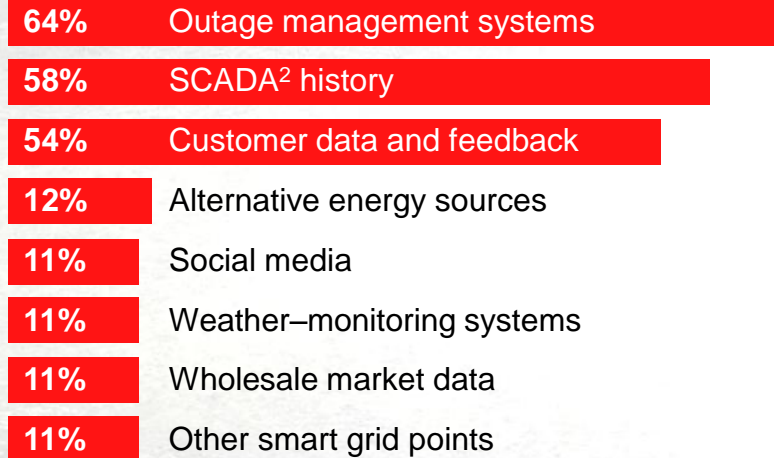 64% Outage management systems
58% SCADA² history
54% Customer data and feedback
12% Alternative energy sources
11% Social media
11% Weather–monitoring systems
11% Wholesale market data
11% Other smart grid points